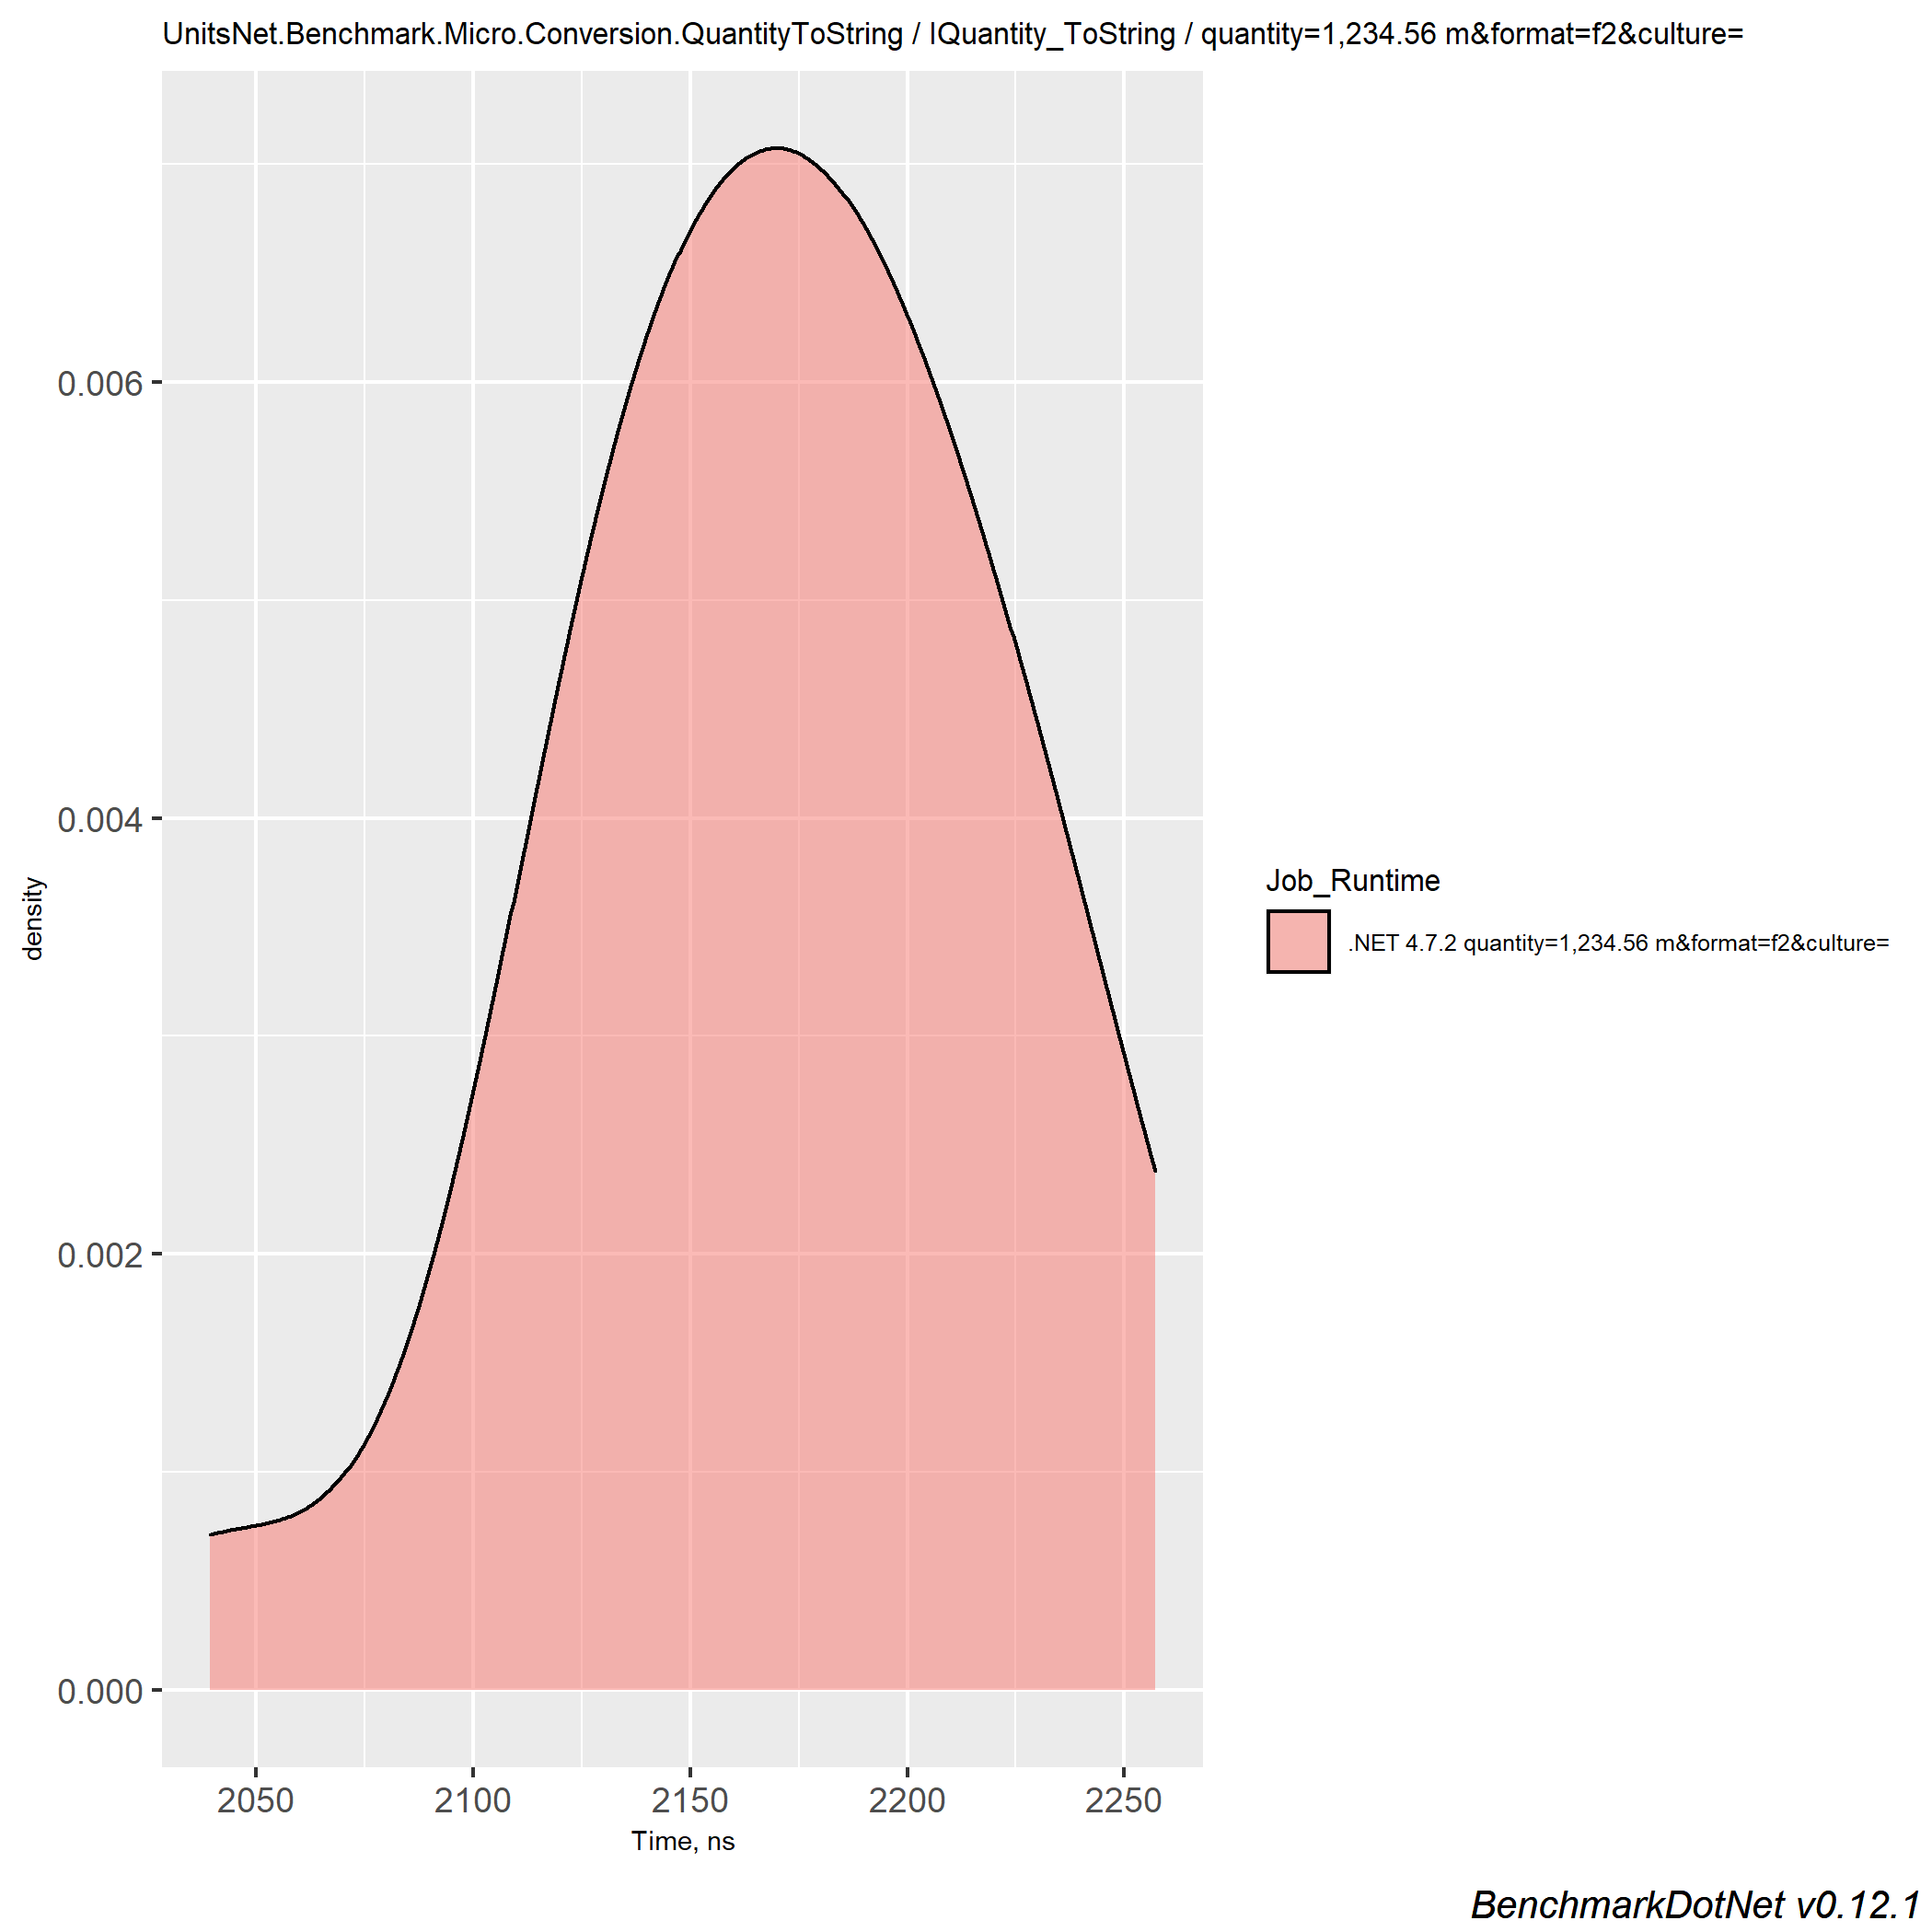 UnitsNet.Benchmark.Micro.Conversion.QuantityToString / IQuantity_ToString / quantity=1,234.56 m&format=f2&culture=
0.006
0.004
0.002
0.000
density
2050 2100 2150 2200 2250
Time, ns
Job_Runtime
.NET 4.7.2 quantity=1,234.56 m&format=f2&culture=
BenchmarkDotNet v0.12.1